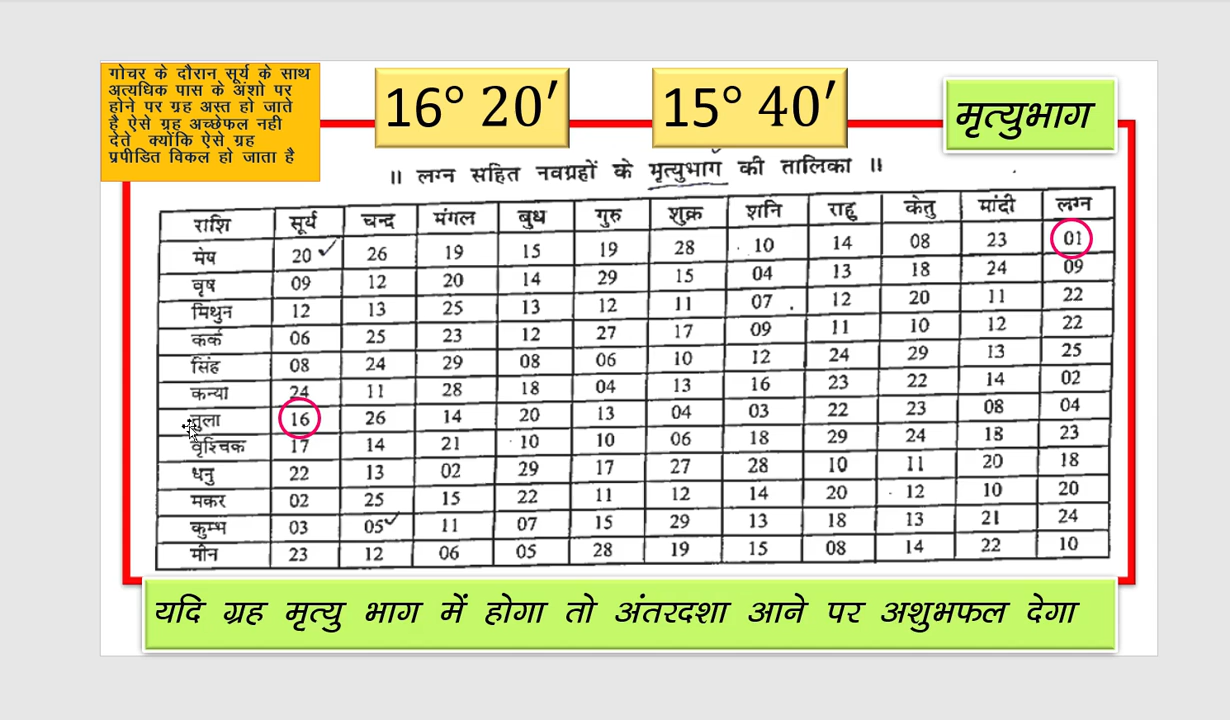 गोचर के दौरान सूर्य के साथ
अत्यधिक पास के अंशो पर
होने पर ग्रह अस्त हो जाते
है ऐसे ग्रह अच्छेफल नही
देते क्योंकि ऐसे ग्रह
प्रपीडित विकल हो जाता है
16° 20′
15° 40′
मृत्युभाग
॥ लग्न सहित नवग्रहों के मृत्युभाग की तालिका ॥
राशि सूर्य चन्द्र मंगल बुध गुरु शुक्र शनि राहु केतु मांदी लग्न
मेष 20 26 19 15 19 28 10 14 08 23 01
वृष 09 12 20 14 29 15 04 13 18 24 09
मिथुन 12 13 25 13 12 11 07 12 20 11 22
कर्क 06 25 23 12 27 17 09 11 10 12 22
सिंह 08 24 29 08 06 10 12 24 29 13 25
कन्या 24 11 28 18 04 13 16 23 22 14 02
तुला 16 26 14 20 13 04 03 22 23 08 04
वृश्चिक 17 14 21 10 10 06 18 29 24 18 23
धनु 22 13 02 29 17 27 28 10 11 20 18
मकर 02 25 15 22 11 12 14 20 12 10 20
कुम्भ 03 05 11 07 15 29 13 18 13 21 24
मीन 23 12 06 05 28 19 15 08 14 22 10
यदि ग्रह मृत्यु भाग में होगा तो अंतरदशा आने पर अशुभफल देगा